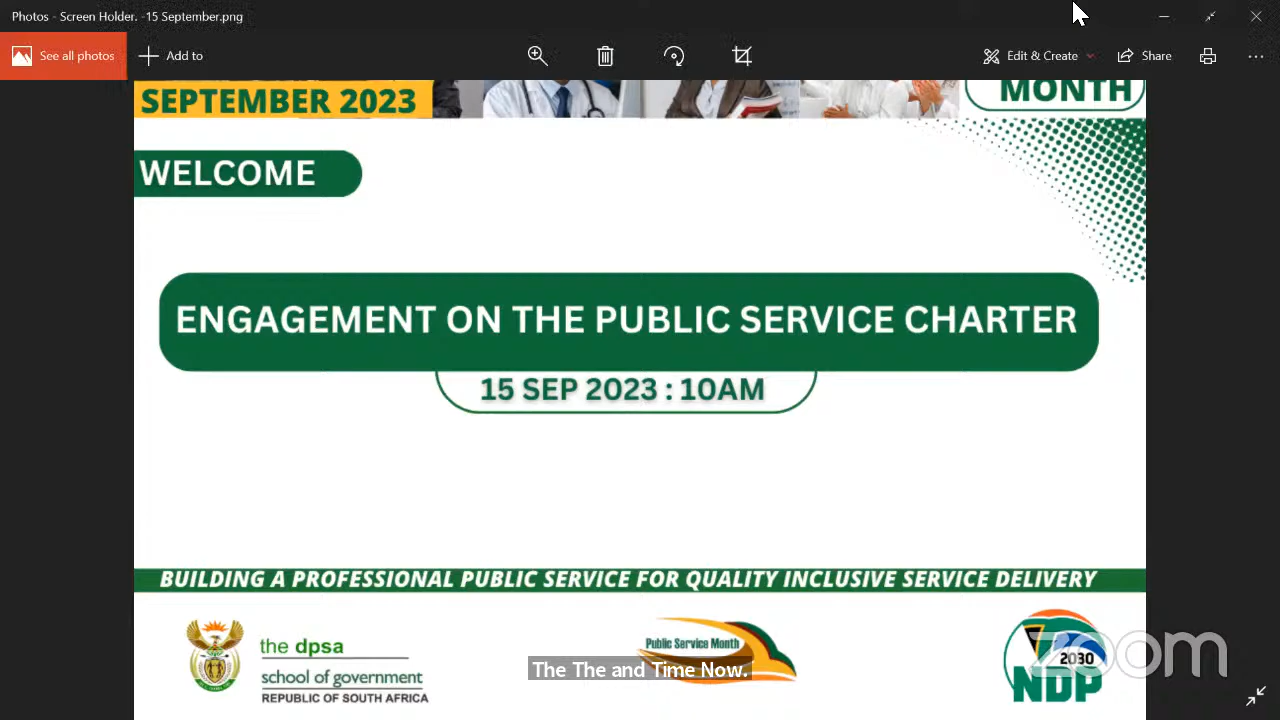 Photos - Screen Holder. -15 September.png
See all photos
Add to
Edit & Create
Share
SEPTEMBER 2023
MONTH
WELCOME
ENGAGEMENT ON THE PUBLIC SERVICE CHARTER
15 SEP 2023 : 10AM
BUILDING A PROFESSIONAL PUBLIC SERVICE FOR QUALITY INCLUSIVE SERVICE DELIVERY
the dpsa
school of government
REPUBLIC OF SOUTH AFRICA
Public Service Month
The The and Time Now.
2030
NDP
zoom